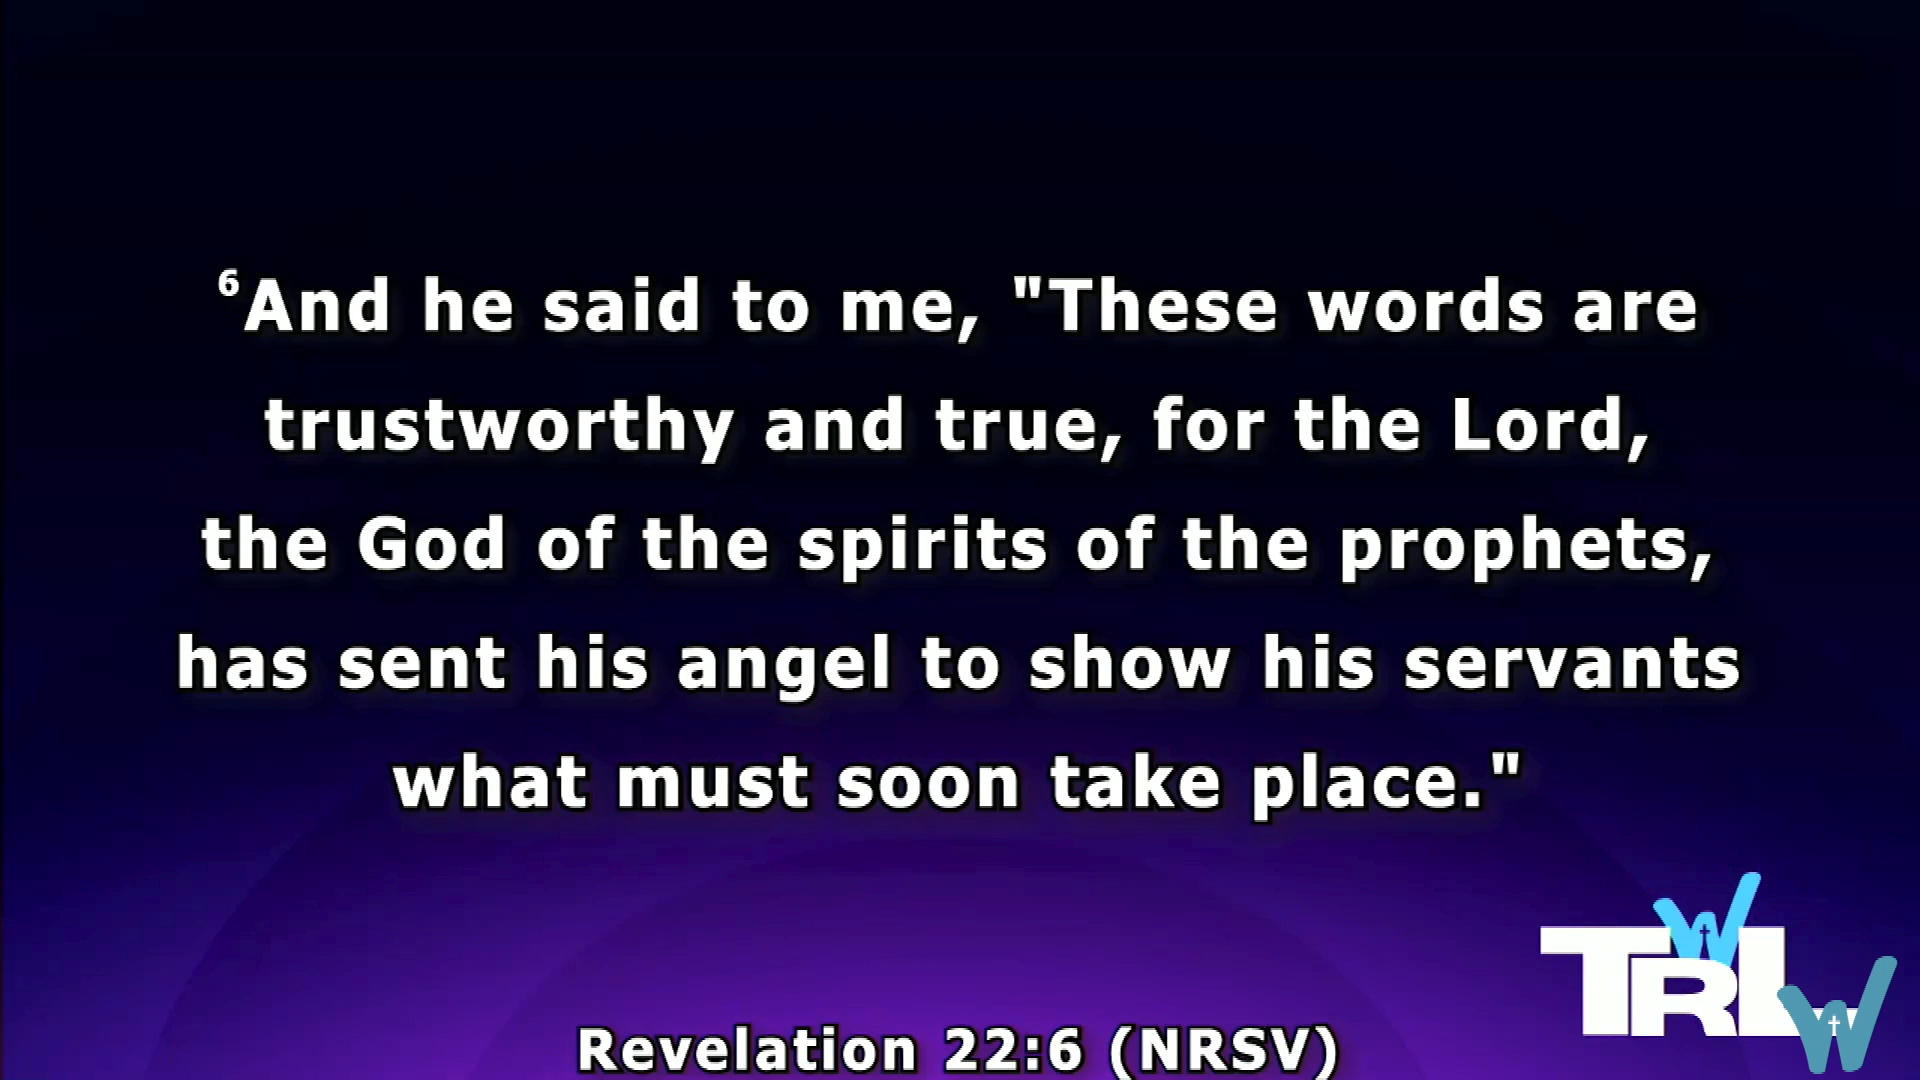 ⁶And he said to me, "These words are
trustworthy and true, for the Lord,
the God of the spirits of the prophets,
has sent his angel to show his servants
what must soon take place."
W
TRL
W
Revelation 22:6 (NRSV)